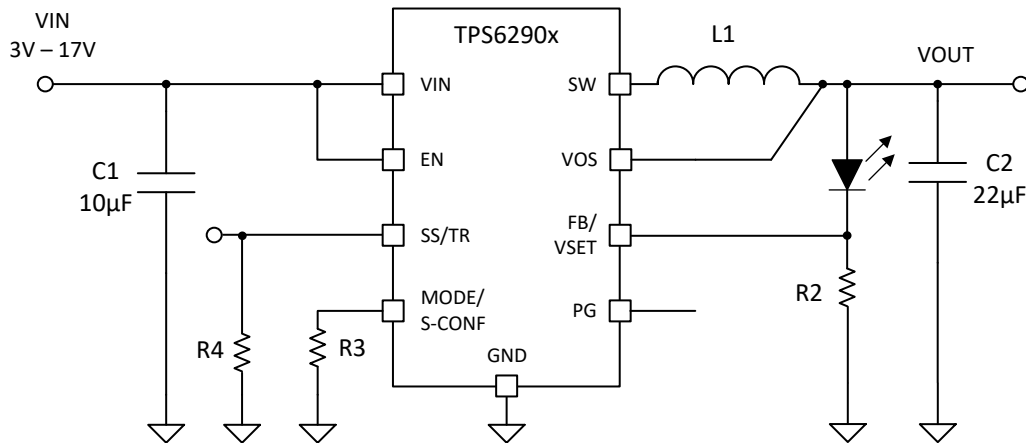 VIN
3V – 17V
TPS6290x
L1
VOUT
VIN
SW
EN
VOS
C1
10µF
C2
22µF
SS/TR
FB/
VSET
MODE/
S-CONF
PG
R2
R4
R3
GND